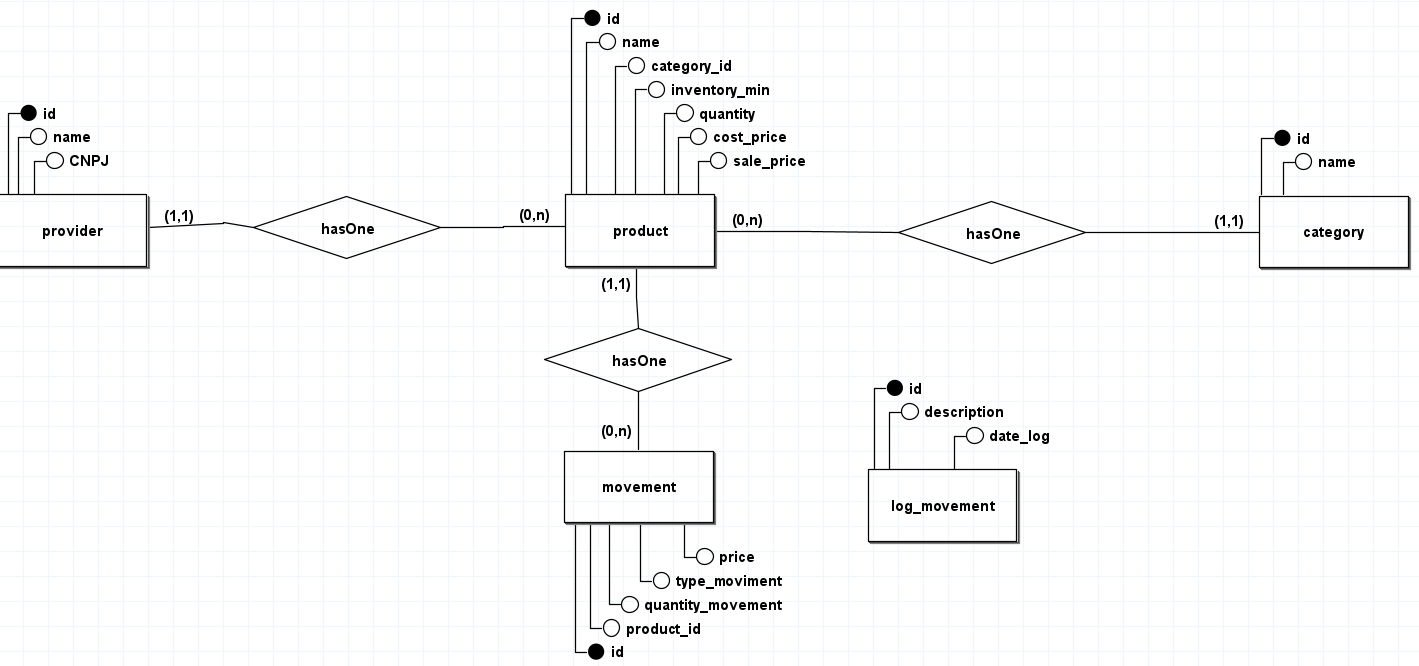 id
name
category_id
inventory_min
quantity
cost_price
sale_price
id
name
CNPJ
id
name
provider
(1,1)
hasOne
(0,n)
product
(0,n)
hasOne
(1,1)
category
(1,1)
hasOne
(0,n)
movement
id
description
date_log
log_movement
price
type_moviment
quantity_movement
product_id
id